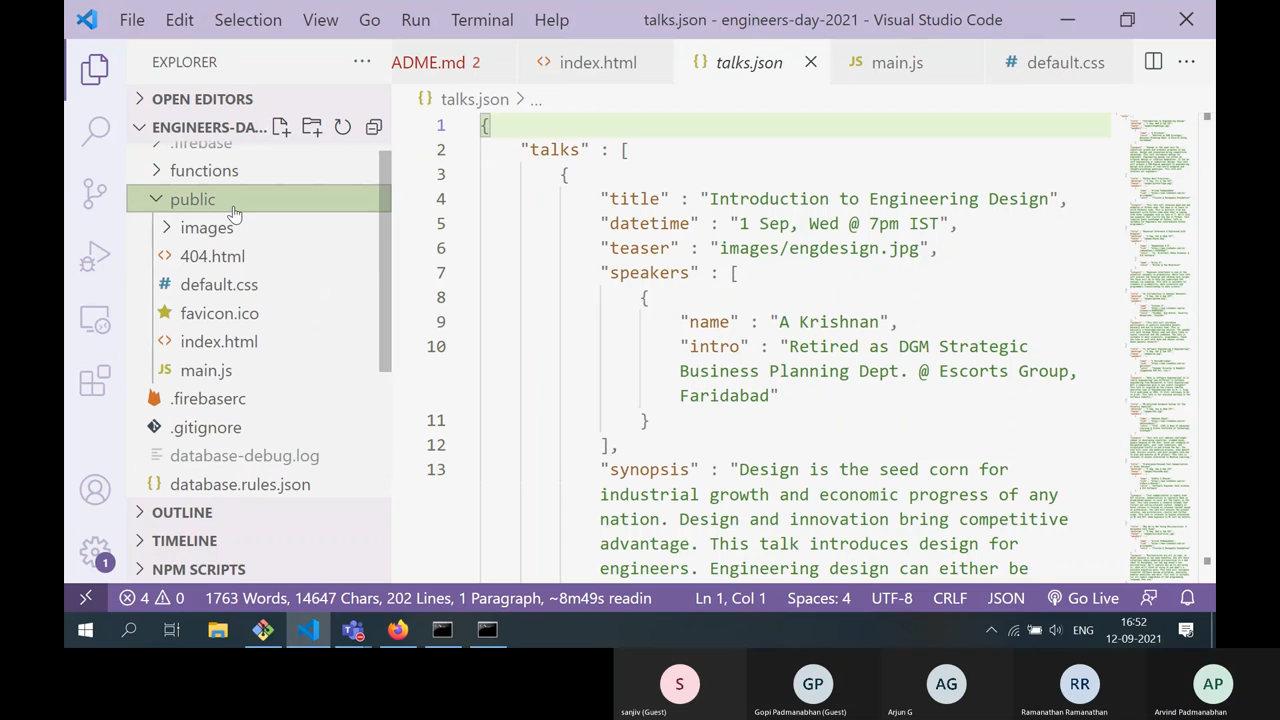 File Edit Selection View Go Run Terminal Help talks.json - engineers-day-2021 - Visual Studio Code
EXPLORER
ADME.md 2
index.html
talks.json
main.js
default.css
OPEN EDITORS
ENGINEERS-DA...
.firebase
functions
public
images
404.html
default.css
favicon.ico
index.html
main.js
.firebaserc
.gitignore
database-debug.log
database.rules.json
OUTLINE
TIMELINE
NPM SCRIPTS
talks.json > ...
1 {
2 "talks" : [
3 {
4 "title" : "Introduction to Engineering Design",
5 "datetime" : Sep, Wed @ pm IST",
6 "teser" : "images/engdesign.jpg",
7 "speakers" : [
8 {
9 "name" : "A Krishnan",
10 "info" : "Retired DGM Strategic
Business Planning Dept. @ Escorts Group,
Faridabad"
11 }
12 ],
13 "synopsis" : "Design is the seed corn for
industrial growth and economic progress of any
nation. Design and innovation bring competitive
advantage. This talk introduces design for
engineers. Engineering design can either be
4 0 1763 Words, 14647 Chars, 202 Lines, 1 Paragraph, ~8m49s readin Ln 1, Col 1 Spaces: 4 UTF-8 CRLF JSON Go Live
1
ENG
16:52
12-09-2021
S
GP
AG
RR
AP
sanjiv (Guest)
Gopi Padmanabhan (Guest)
Arjun G
Ramanathan Ramanathan
Arvind Padmanabhan